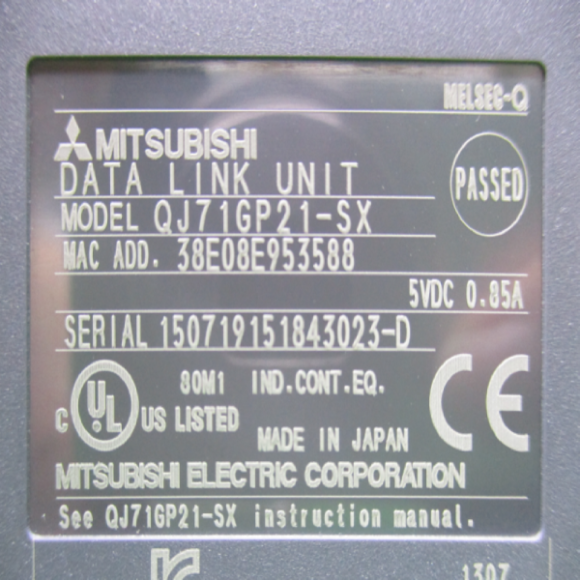 MELSEC-Q
MITSUBISHI
DATA LINK UNIT
PASSED
MODEL QJ71GP21-SX
MAC ADD. 38E08E953588
5VDC 0.85A
SERIAL 150719151843023-D
80M1 IND.CONT.EQ.
C UL US LISTED
CE
MADE IN JAPAN
MITSUBISHI ELECTRIC CORPORATION
See QJ71GP21-SX instruction manual.